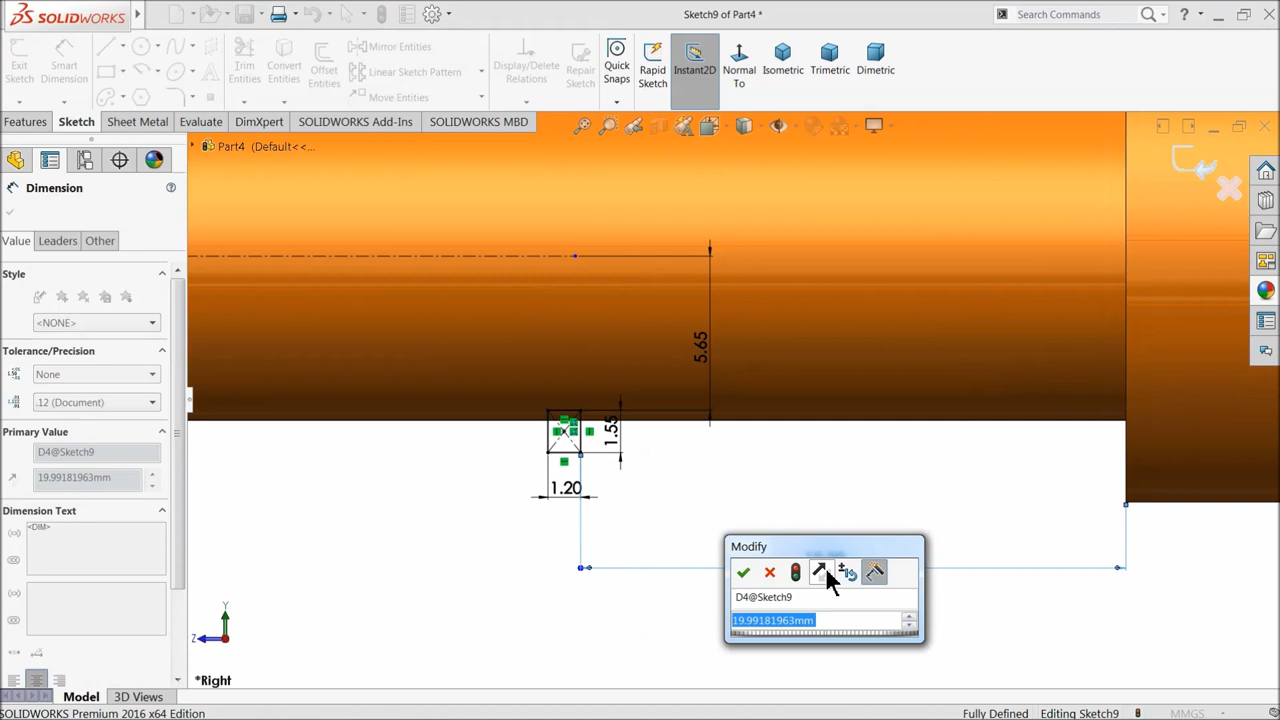 SOLIDWORKS
Sketch9 of Part4 *
Search Commands
?
Exit Sketch
Smart Dimension
Trim Entities
Convert Entities
Offset Entities
Mirror Entities
Linear Sketch Pattern
Move Entities
Display/Delete Relations
Repair Sketch
Quick Snaps
Rapid Sketch
Instant2D
Normal To
Isometric
Trimetric
Dimetric
Features
Sketch
Sheet Metal
Evaluate
DimXpert
SOLIDWORKS Add-Ins
SOLIDWORKS MBD
Part4 (Default<<...
Dimension
Value
Leaders
Other
Style
<NONE>
Tolerance/Precision
None
.12 (Document)
Primary Value
D4@Sketch9
19.99181963mm
Dimension Text
<DIM>
5.65
1.55
1.20
Modify
D4@Sketch9
19.99181963mm
Y
Z
*Right
Model
3D Views
SOLIDWORKS Premium 2016 x64 Edition
Fully Defined
Editing Sketch9
MMGS